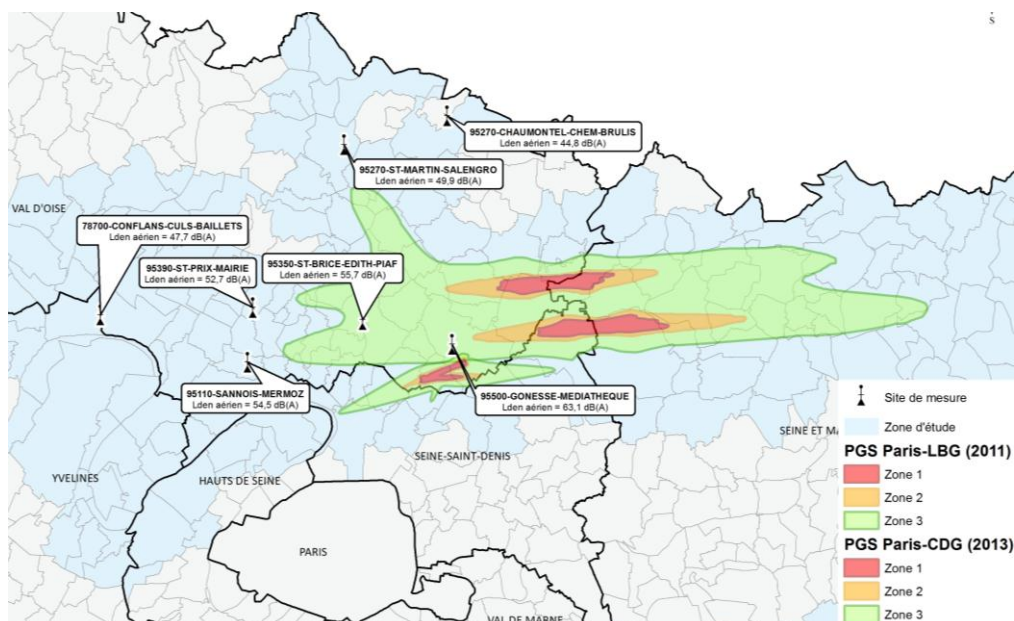 s
95270-CHAUMONTEL-CHEM-BRULIS
Lden aérien = 44,8 dB(A)
95270-ST-MARTIN-SALENGRO
Lden aérien = 49,9 dB(A)
VAL D'OISE
78700-CONFLANS-CULS-BAILLETS
Lden aérien = 47,7 dB(A)
95390-ST-PRIX-MAIRIE
Lden aérien = 52,7 dB(A)
95350-ST-BRICE-EDITH-PIAF
Lden aérien = 55,7 dB(A)
95110-SANNOIS-MERMOZ
Lden aérien = 54,5 dB(A)
95500-GONESSE-MEDIATHEQUE
Lden aérien = 63,1 dB(A)
SEINE ET MA
SEINE-SAINT-DENIS
YVELINES
HAUTS DE SEINE
PARIS
VAL DE MARNE
Site de mesure
Zone d'étude
PGS Paris-LBG (2011)
Zone 1
Zone 2
Zone 3
PGS Paris-CDG (2013)
Zone 1
Zone 2
Zone 3